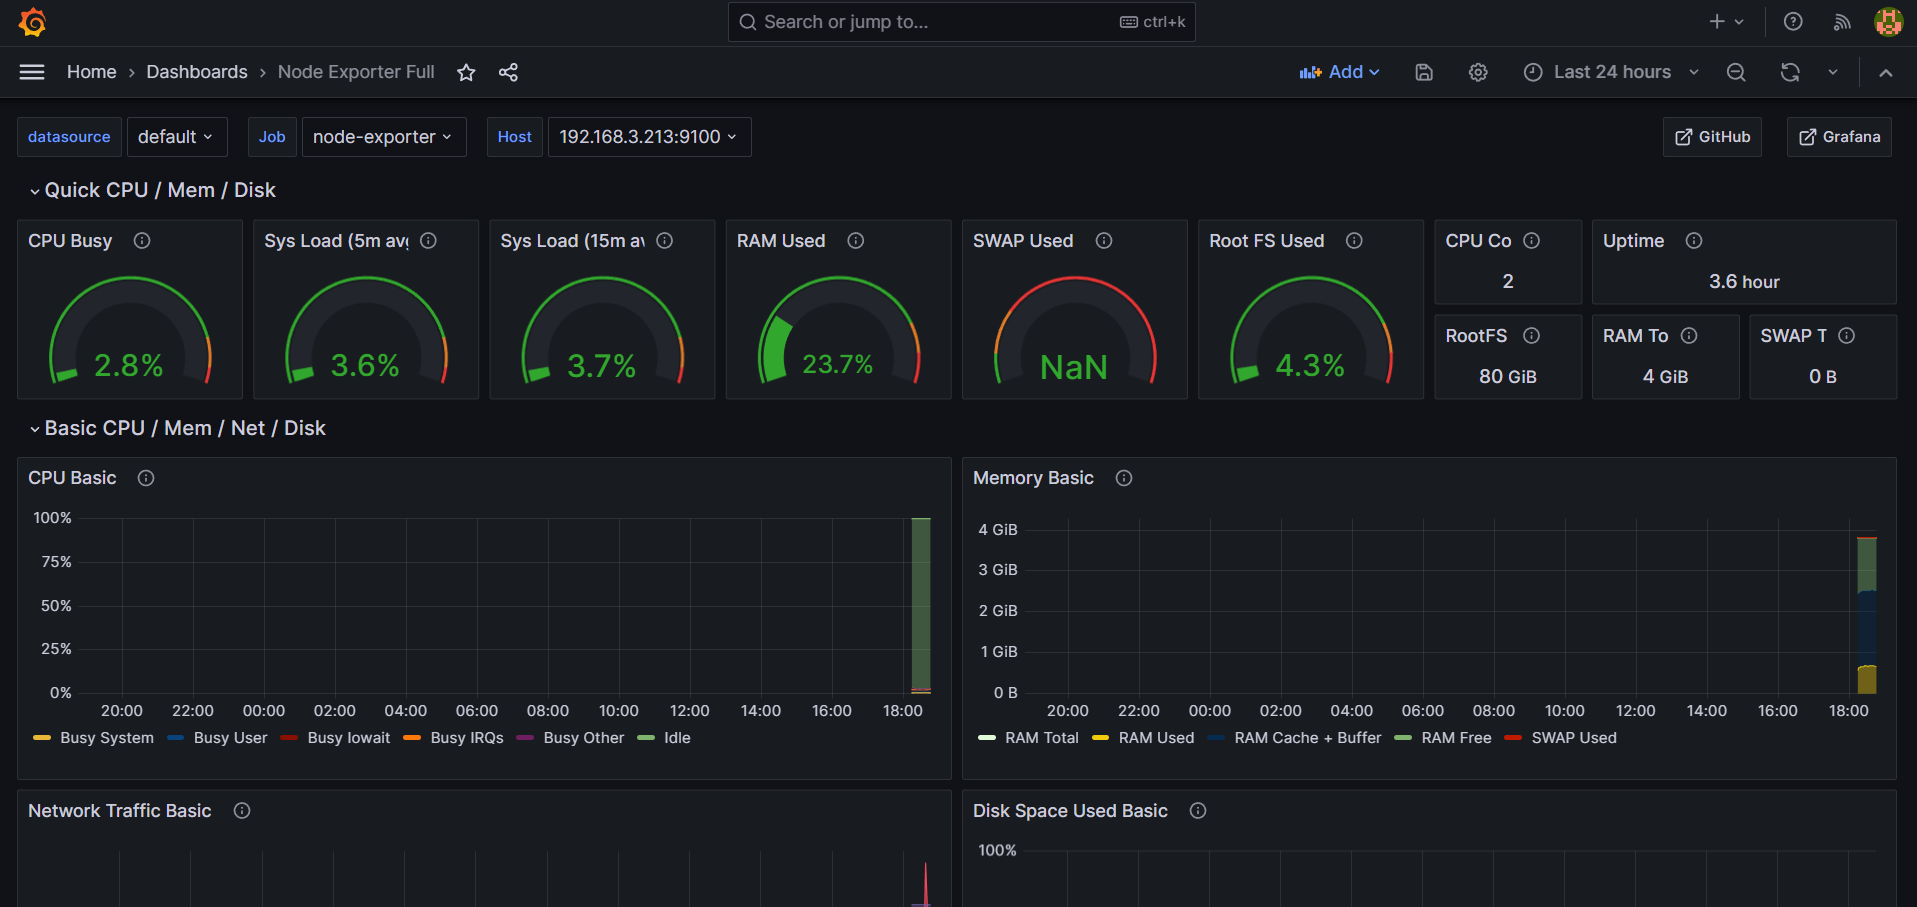 Search or jump to...
ctrl+k
Home › Dashboards › Node Exporter Full
Add
Last 24 hours
datasource
default
Job
node-exporter
Host
192.168.3.213:9100
GitHub
Grafana
Quick CPU / Mem / Disk
CPU Busy
2.8%
Sys Load (5m avg
3.6%
Sys Load (15m av
3.7%
RAM Used
23.7%
SWAP Used
NaN
Root FS Used
4.3%
CPU Co
2
Uptime
3.6 hour
RootFS
80 GiB
RAM To
4 GiB
SWAP T
0 B
Basic CPU / Mem / Net / Disk
CPU Basic
100%
75%
50%
25%
0%
20:00 22:00 00:00 02:00 04:00 06:00 08:00 10:00 12:00 14:00 16:00 18:00
Busy System Busy User Busy Iowait Busy IRQs Busy Other Idle
Memory Basic
4 GiB
3 GiB
2 GiB
1 GiB
0 B
20:00 22:00 00:00 02:00 04:00 06:00 08:00 10:00 12:00 14:00 16:00 18:00
RAM Total RAM Used RAM Cache + Buffer RAM Free SWAP Used
Network Traffic Basic
Disk Space Used Basic
100%